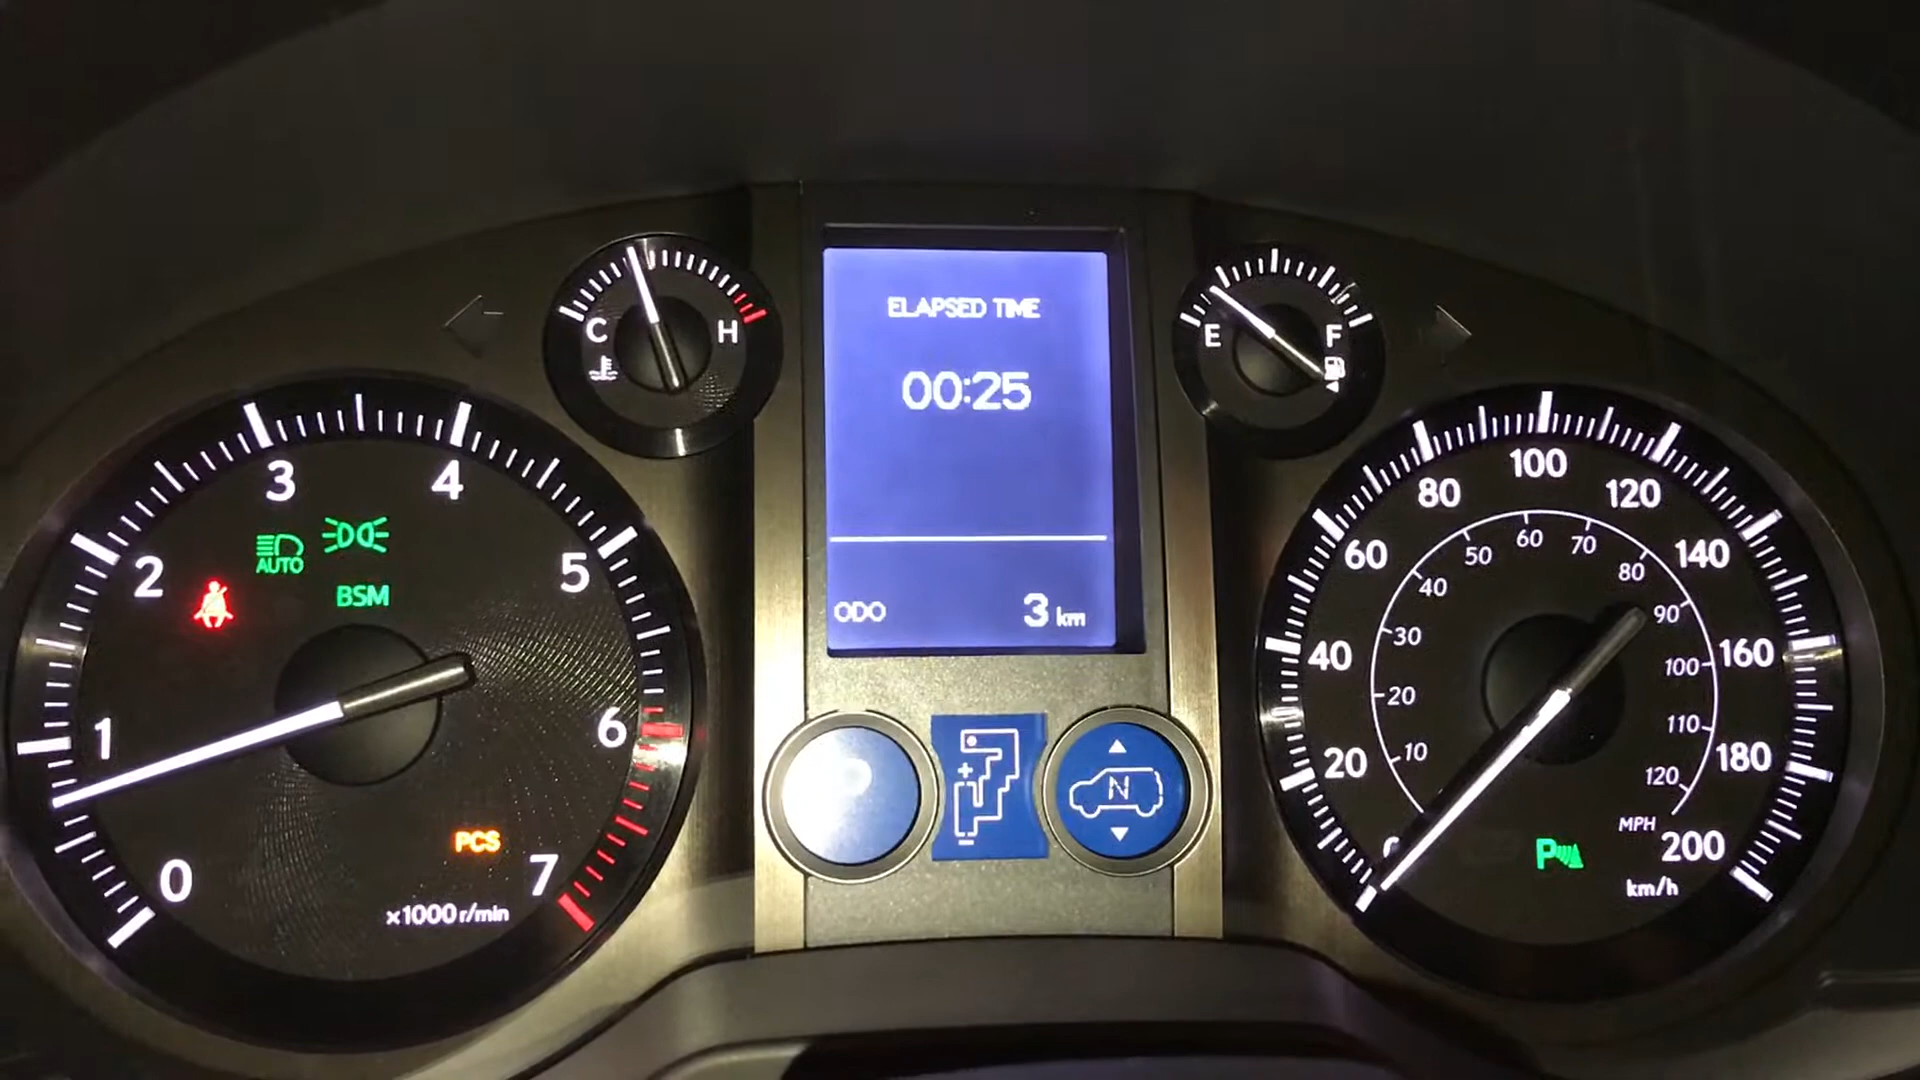 C H
E F
ELAPSED TIME
00:25
ODO 3 km
0 1 2 3 4 5 6 7
AUTO
BSM
PCS
x1000 r/min
+
-
N
20 40 60 80 100 120 140 160 180 200
10 20 30 40 50 60 70 80 90 100 110 120
MPH
km/h
P